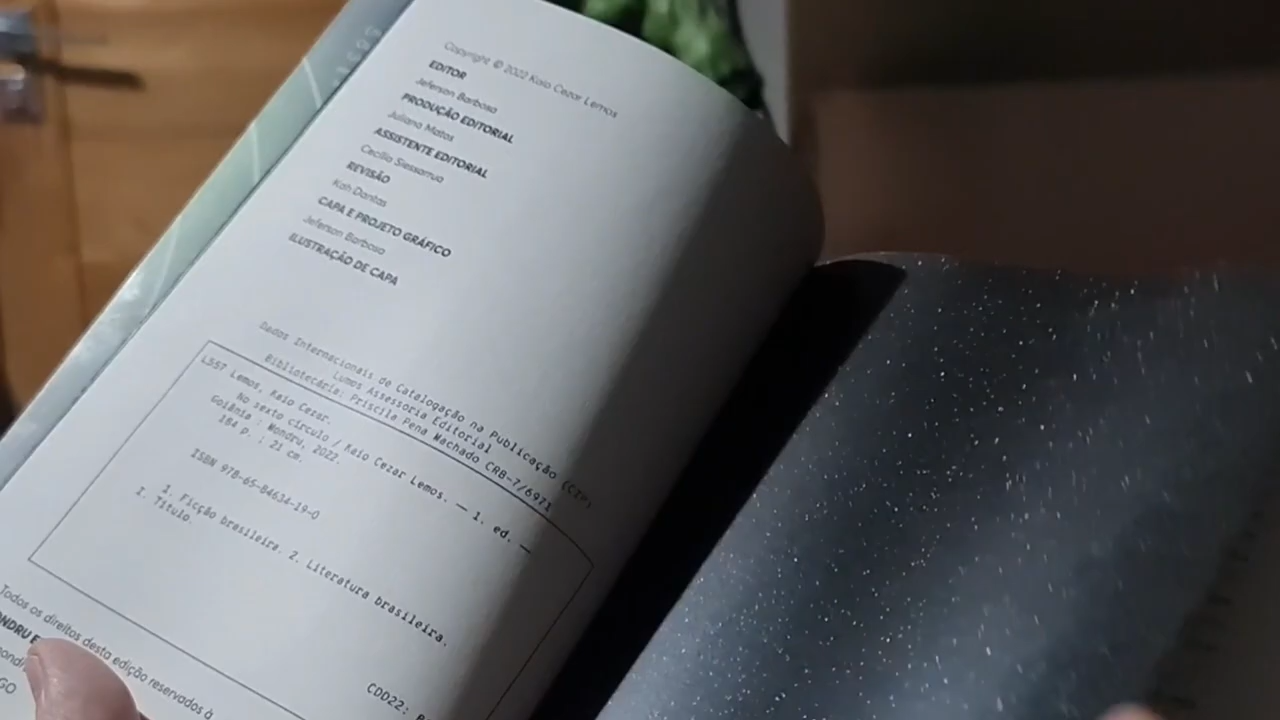 Copyright © 2022 Kaio Cezar Lemos
EDITOR
Jeferson Barbosa
PRODUÇÃO EDITORIAL
Juliana Matos
ASSISTENTE EDITORIAL
Cecília Siessarrua
REVISÃO
Kah Dantas
CAPA E PROJETO GRÁFICO
Jeferson Barbosa
ILUSTRAÇÃO DE CAPA
Dados Internacionais de Catalogação na Publicação (CIP)
Lumos Assessoria Editorial
Bibliotecária: Priscila Pena Machado CRB-7/6971
L557 Lemos, Kaio Cezar.
No sexto círculo / Kaio Cezar Lemos. — 1. ed. —
Goiânia : Mondru, 2022.
184 p. ; 21 cm.
ISBN 978-65-84634-19-0
1. Ficção brasileira. 2. Literatura brasileira.
I. Título.
CDD22:
Todos os direitos desta edição reservados à